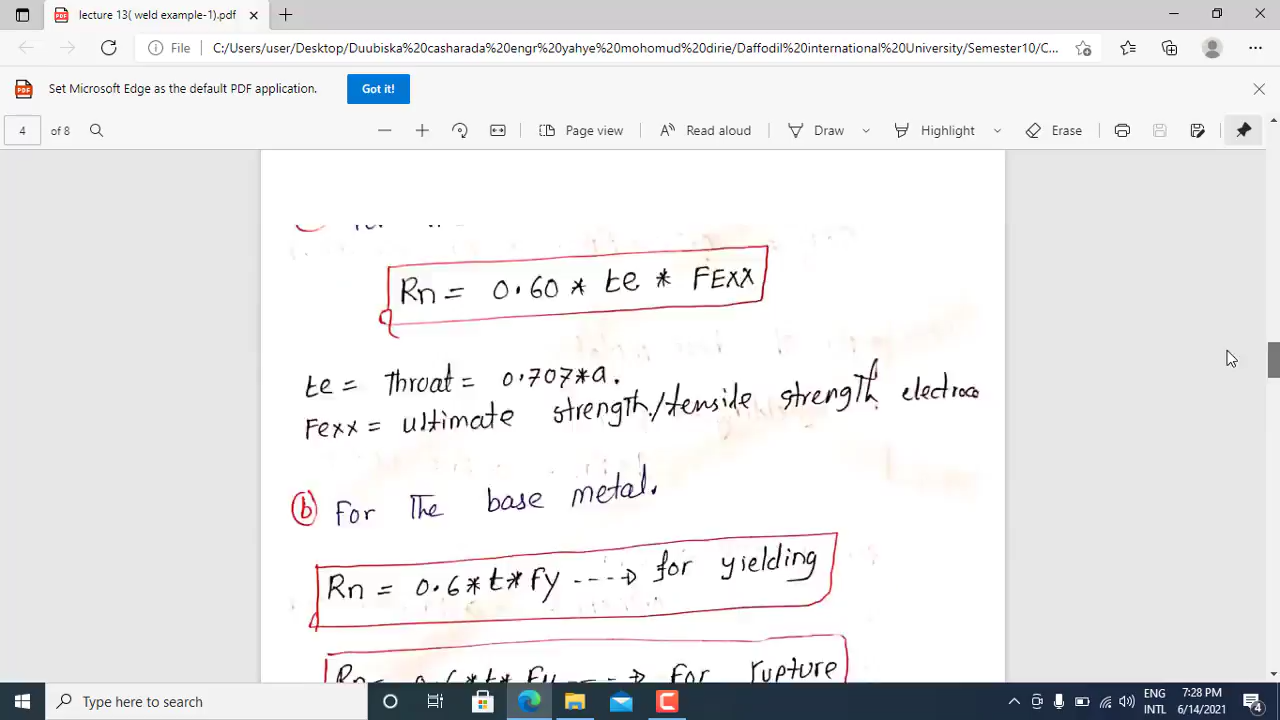 lecture 13( weld example-1).pdf
File
C:/Users/user/Desktop/Duubiska%20casharada%20engr%20yahye%20mohomud%20dirie/Daffodil%20international%20University/Semester10/C...
Set Microsoft Edge as the default PDF application.
Got it!
4 of 8
Page view
Read aloud
Draw
Highlight
Erase
Rn = 0.60 * te * FEXX
te = Throat = 0.707*a.
FEXX = ultimate strength/tenside strength
b For The base metal.
Rn = 0.6*t*Fy ----> for yielding
for rupture
Type here to search
ENG
INTL
7:28 PM
6/14/2021
4